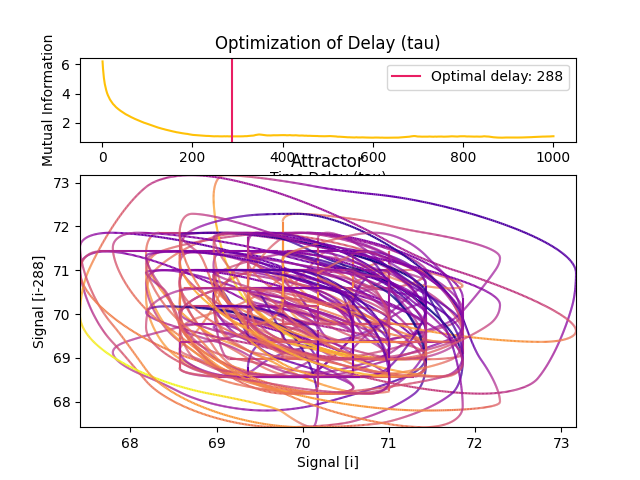 Optimization of Delay (tau)
Mutual Information
6
4
2
Optimal delay: 288
0 200 400 600 800 1000
Time Delay (tau)
Attractor
Signal [i-288]
73
72
71
70
69
68
68 69 70 71 72 73
Signal [i]